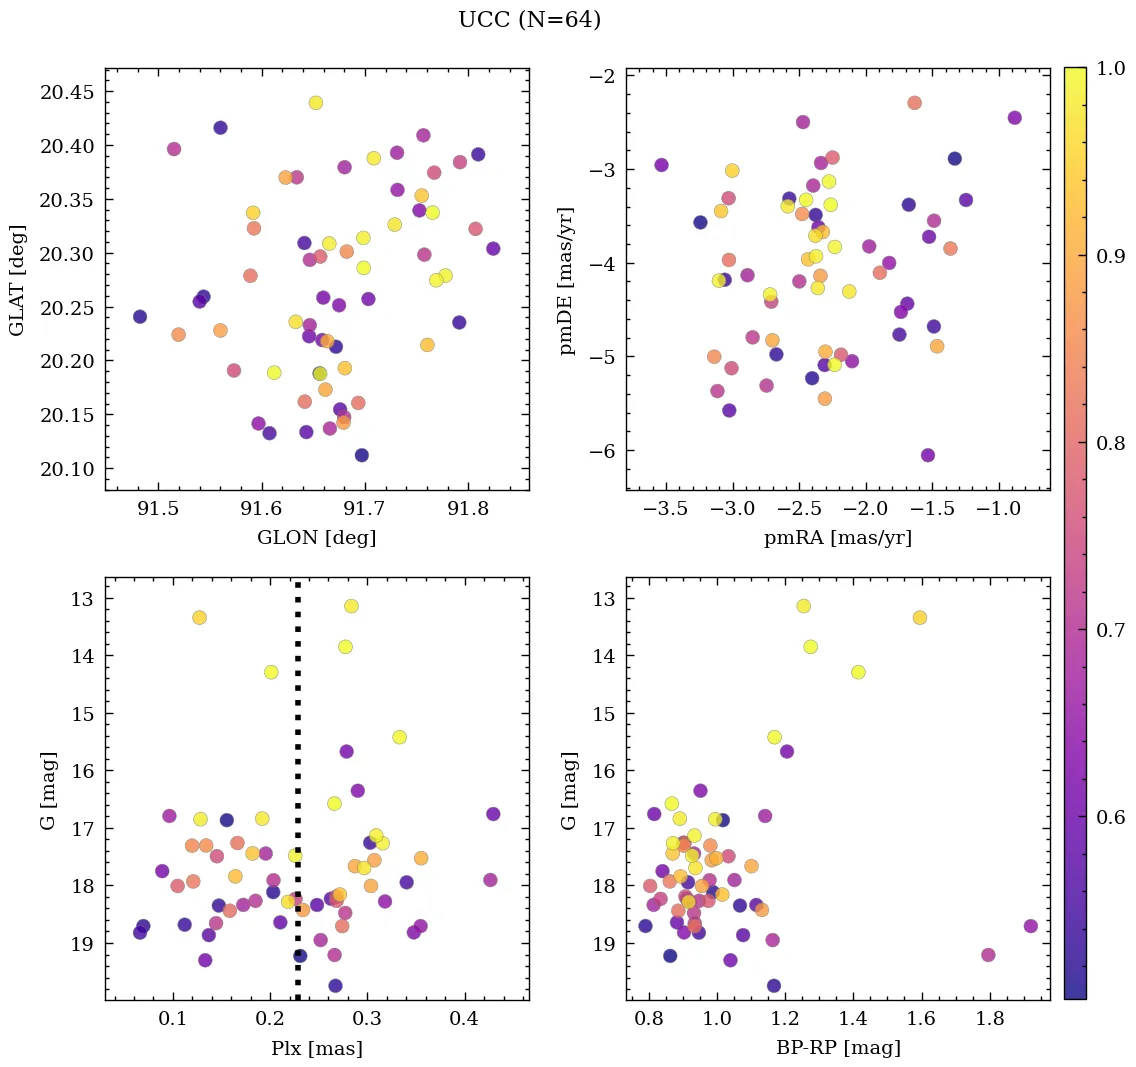 UCC (N=64)
20.45
20.40
20.35
20.30
20.25
20.20
20.15
20.10
GLAT [deg]
91.5 91.6 91.7 91.8
GLON [deg]
−2
−3
−4
−5
−6
pmDE [mas/yr]
−3.5 −3.0 −2.5 −2.0 −1.5 −1.0
pmRA [mas/yr]
13
14
15
16
17
18
19
G [mag]
0.1 0.2 0.3 0.4
Plx [mas]
13
14
15
16
17
18
19
G [mag]
0.8 1.0 1.2 1.4 1.6 1.8
BP-RP [mag]
1.0
0.9
0.8
0.7
0.6